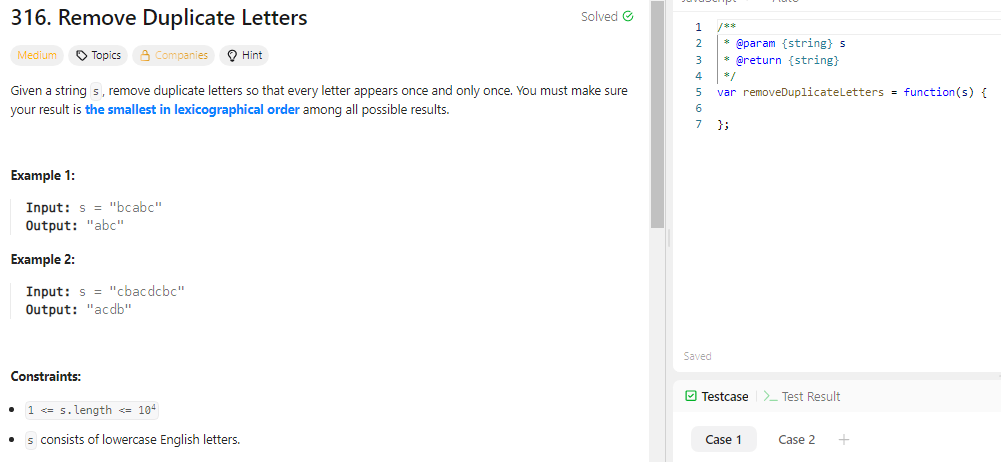 316. Remove Duplicate Letters
Solved
Medium Topics Companies Hint
Given a string s, remove duplicate letters so that every letter appears once and only once. You must make sure
your result is the smallest in lexicographical order among all possible results.
Example 1:
Input: s = "bcabc"
Output: "abc"
Example 2:
Input: s = "cbacdcbc"
Output: "acdb"
Constraints:
1 <= s.length <= 10⁴
s consists of lowercase English letters.
JavaScript Auto
1 /**
2 * @param {string} s
3 * @return {string}
4 */
5 var removeDuplicateLetters = function(s) {
6
7 };
Saved
Testcase Test Result
Case 1 Case 2 +